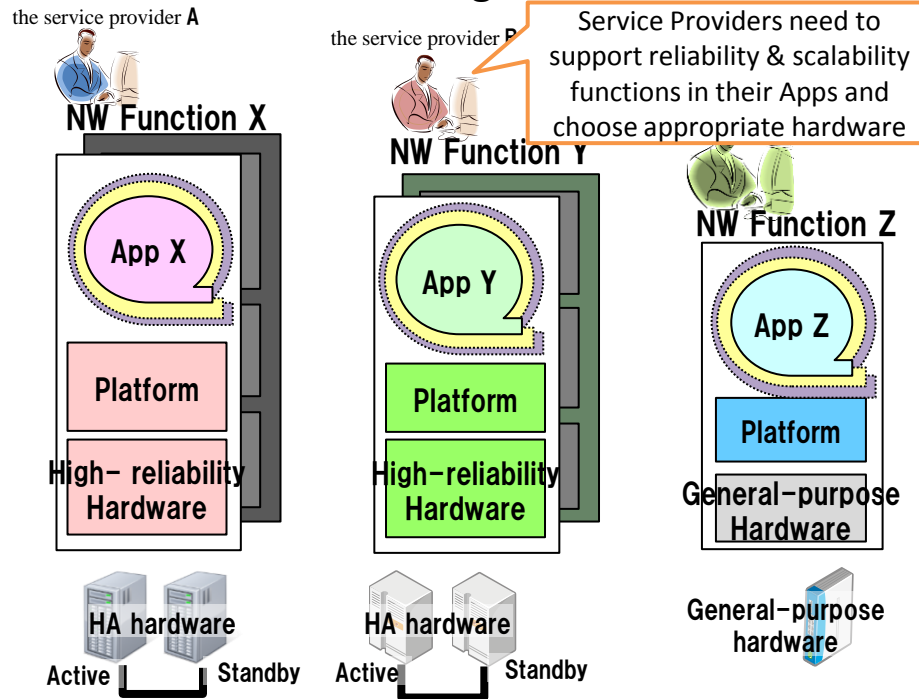 the service provider A
NW Function X
App X
Platform
High- reliability
Hardware
HA hardware
Active
Standby
the service provider
NW Function Y
App Y
Platform
High-reliability
Hardware
HA hardware
Active
Standby
Service Providers need to
support reliability & scalability
functions in their Apps and
choose appropriate hardware
NW Function Z
App Z
Platform
General-purpose
Hardware
General-purpose
hardware